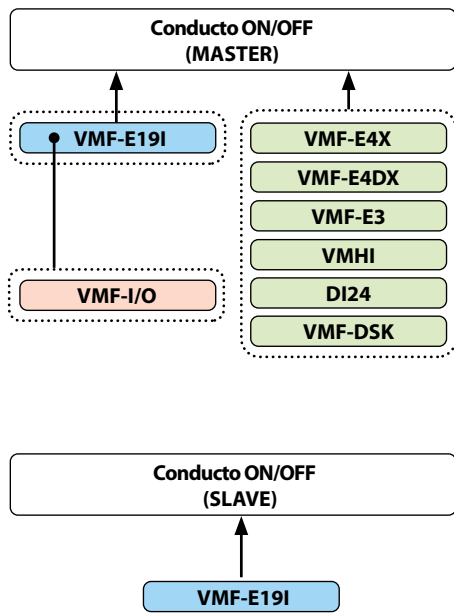 Conducto ON/OFF
(MASTER)
VMF-E19I
VMF-I/O
VMF-E4X
VMF-E4DX
VMF-E3
VMHI
DI24
VMF-DSK
Conducto ON/OFF
(SLAVE)
VMF-E19I